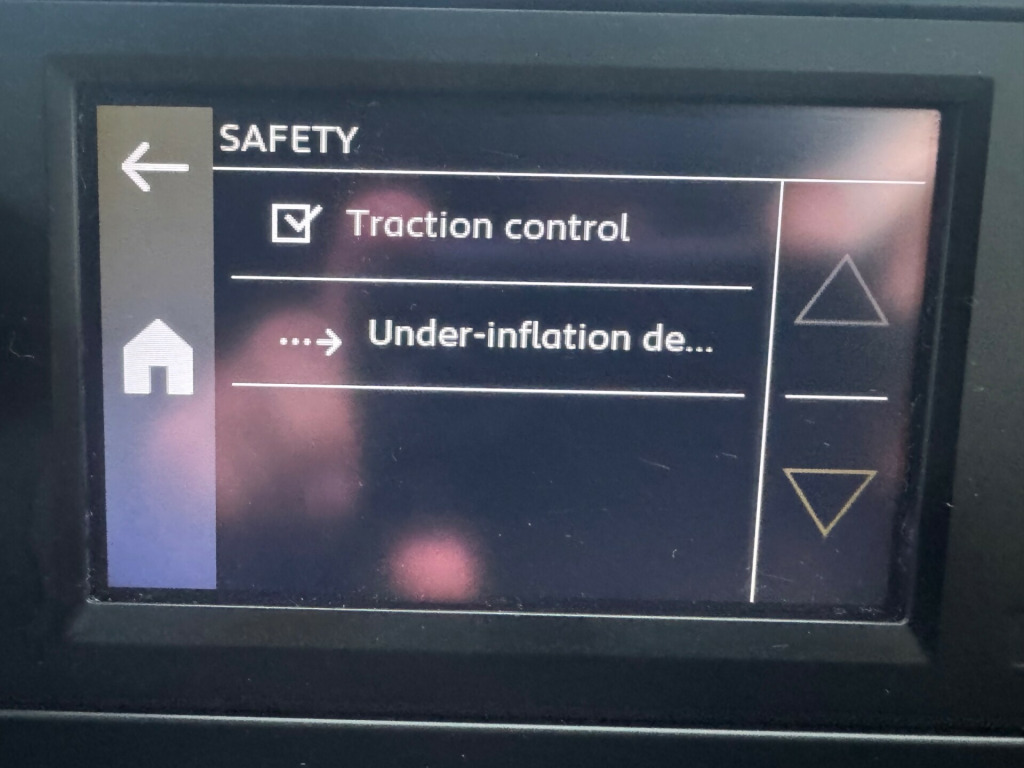 SAFETY
Traction control
Under-inflation de...